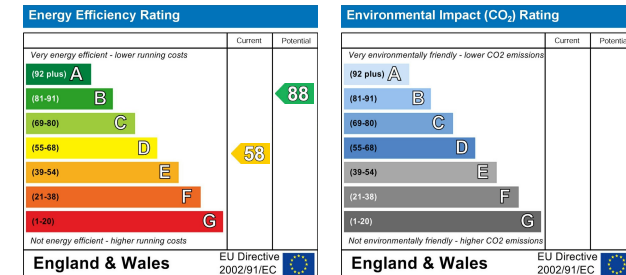 Energy Efficiency Rating
Current Potential
Very energy efficient - lower running costs
(92 plus) A
(81-91) B
88
(69-80) C
(55-68) D
58
(39-54) E
(21-38) F
(1-20) G
Not energy efficient - higher running costs
England & Wales
EU Directive
2002/91/EC
Environmental Impact (CO₂) Rating
Current Potential
Very environmentally friendly - lower CO2 emissions
(92 plus) A
(81-91) B
(69-80) C
(55-68) D
(39-54) E
(21-38) F
(1-20) G
Not environmentally friendly - higher CO2 emissions
England & Wales
EU Directive
2002/91/EC